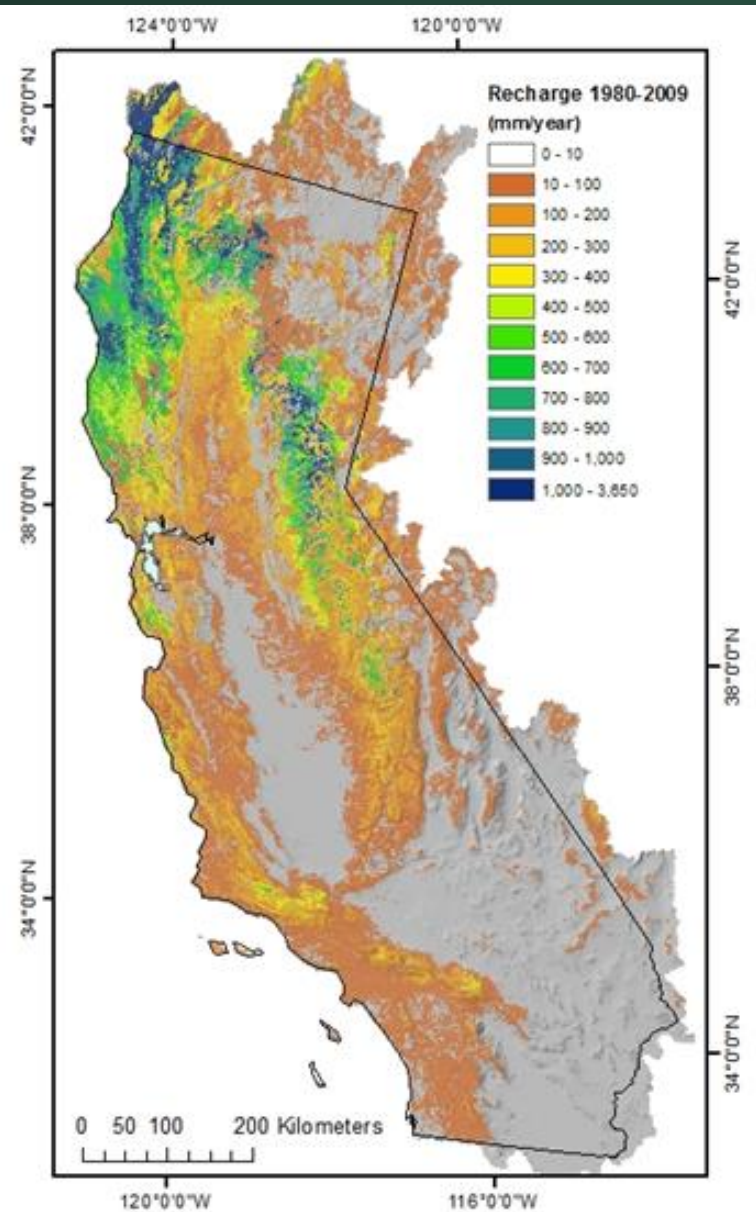 124°0'0"W
120°0'0"W
42°0'0"N
Recharge 1980-2009
(mm/year)
0 - 10
10 - 100
100 - 200
200 - 300
300 - 400
400 - 500
500 - 600
600 - 700
700 - 800
800 - 900
900 - 1,000
1,000 - 3,650
42°0'0"N
38°0'0"N
38°0'0"N
34°0'0"N
34°0'0"N
0 50 100 200 Kilometers
120°0'0"W
116°0'0"W